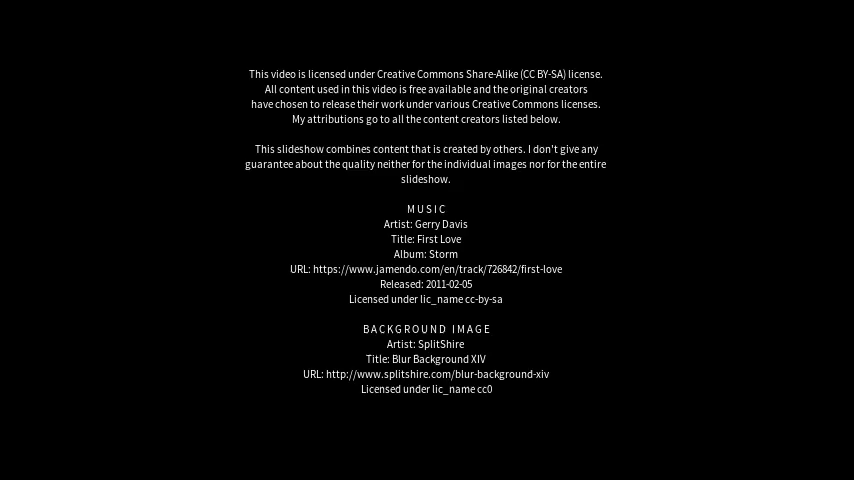 This video is licensed under Creative Commons Share-Alike (CC BY-SA) license.
All content used in this video is free available and the original creators
have chosen to release their work under various Creative Commons licenses.
My attributions go to all the content creators listed below.
This slideshow combines content that is created by others. I don't give any
guarantee about the quality neither for the individual images nor for the entire
slideshow.
MUSIC
Artist: Gerry Davis
Title: First Love
Album: Storm
URL: https://www.jamendo.com/en/track/726842/first-love
Released: 2011-02-05
Licensed under lic_name cc-by-sa
BACKGROUND IMAGE
Artist: SplitShire
Title: Blur Background XIV
URL: http://www.splitshire.com/blur-background-xiv
Licensed under lic_name cc0